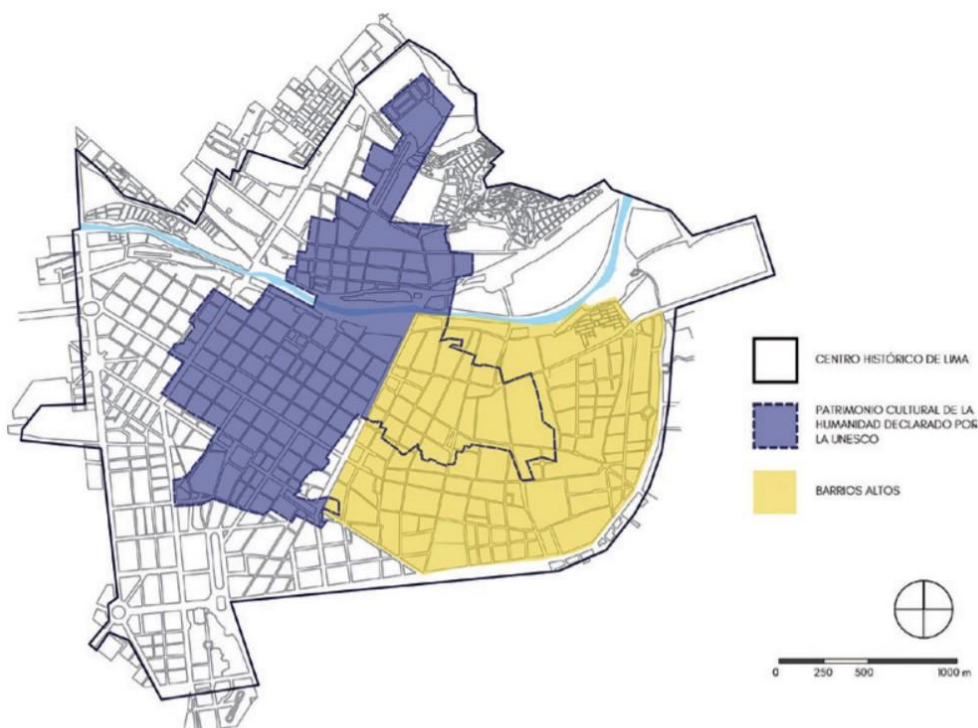 CENTRO HISTÓRICO DE LIMA
PATRIMONIO CULTURAL DE LA
HUMANIDAD DECLARADO POR
LA UNESCO
BARRIOS ALTOS
0 250 500 1000 m